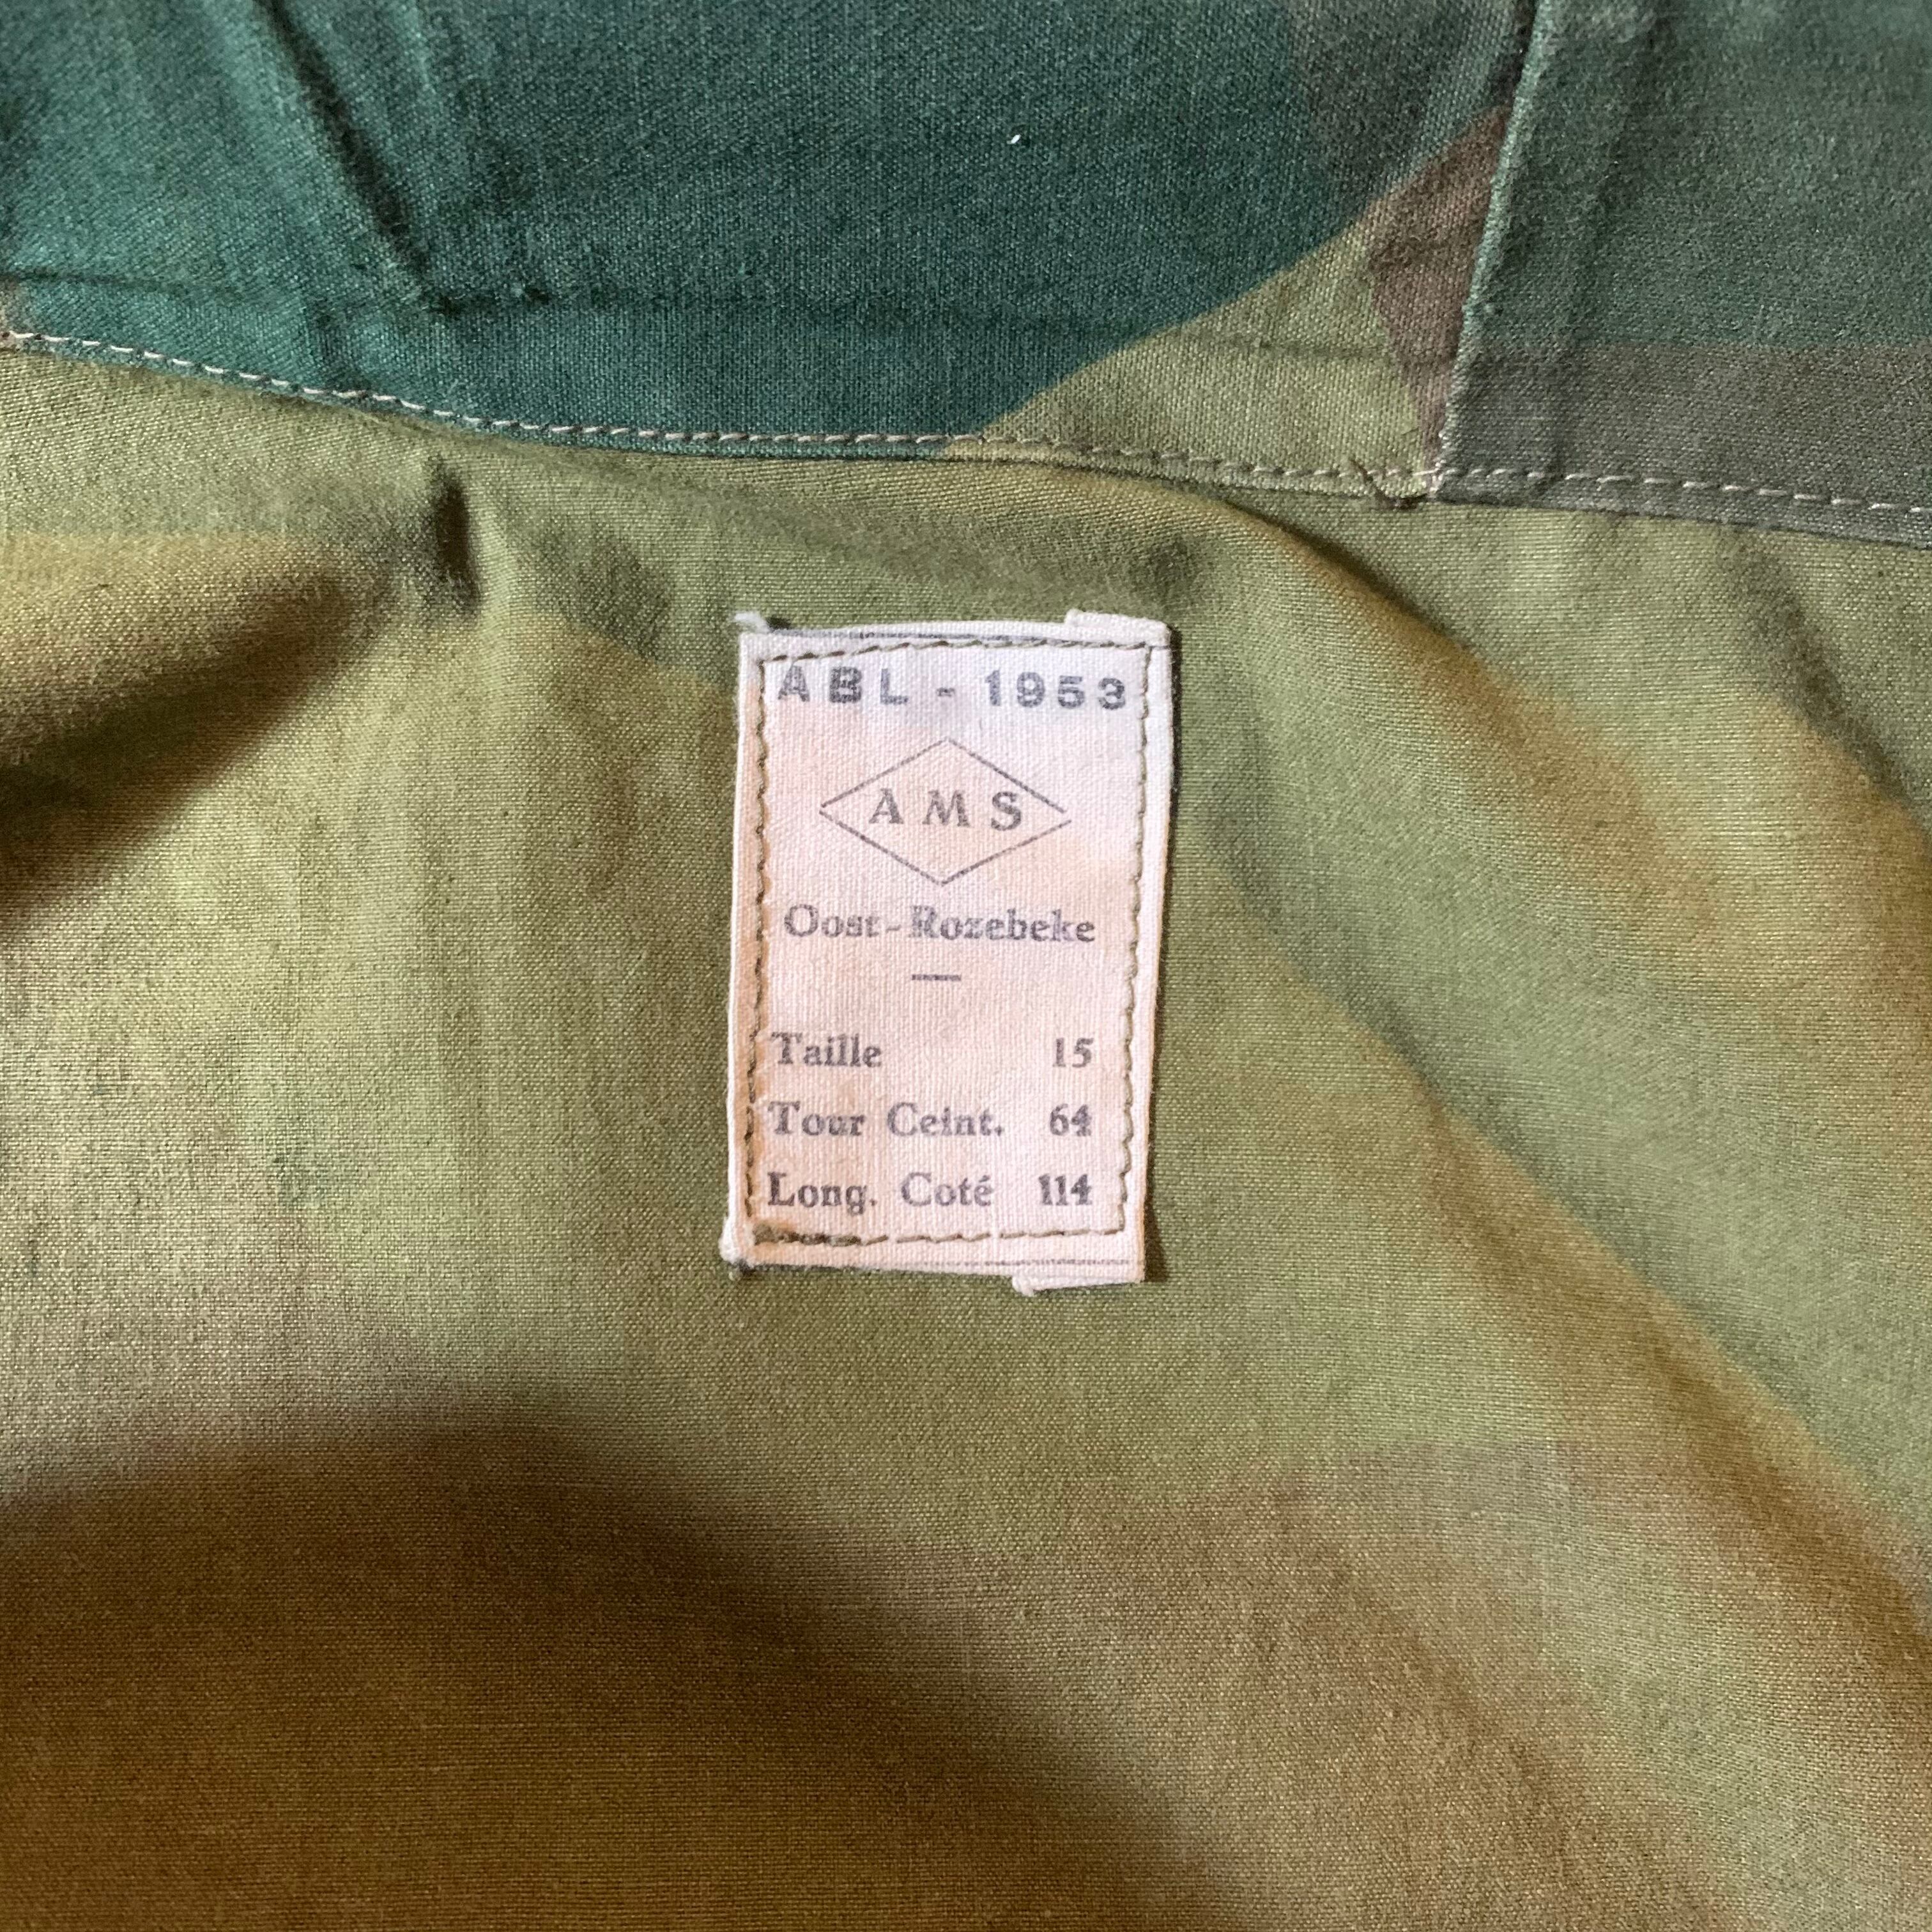 ABL - 1953
AMS
Oost-Rozebeke
Taille 15
Tour Ceint. 64
Long. Coté 114